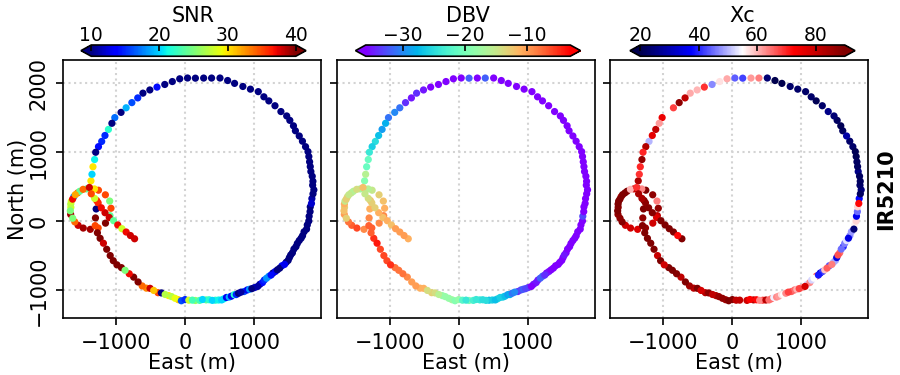 SNR DBV Xc
10 20 30 40 −30 −20 −10 20 40 60 80
2000
1000
0
−1000
North (m)
IR5210
−1000 0 1000 −1000 0 1000 −1000 0 1000
East (m) East (m) East (m)